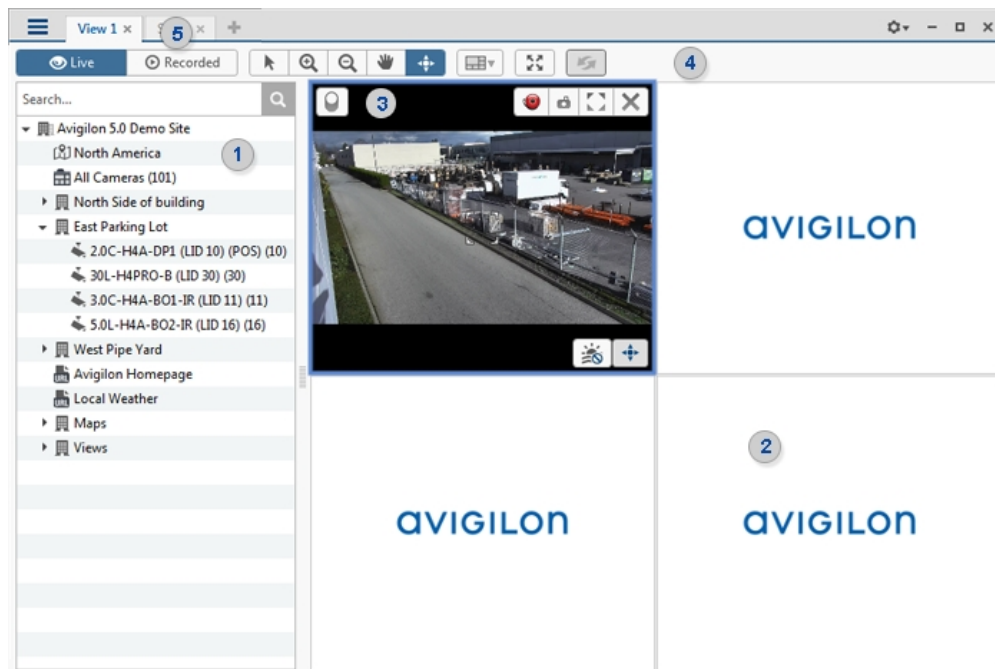 View 1
5
Live
Recorded
4
Search...
3
Avigilon 5.0 Demo Site
North America
1
All Cameras (101)
North Side of building
East Parking Lot
2.0C-H4A-DP1 (LID 10) (POS) (10)
30L-H4PRO-B (LID 30) (30)
3.0C-H4A-BO1-IR (LID 11) (11)
5.0L-H4A-BO2-IR (LID 16) (16)
West Pipe Yard
Avigilon Homepage
Local Weather
Maps
Views
avigilon
2
avigilon
avigilon